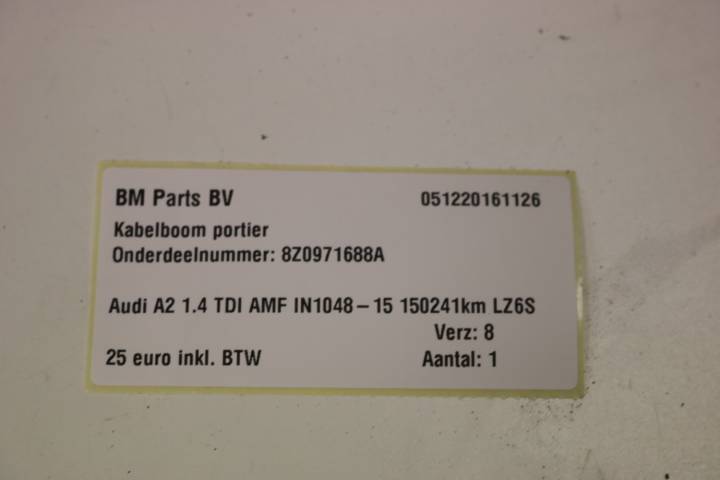 BM Parts BV 051220161126
Kabelboom portier
Onderdeelnummer: 8Z0971688A
Audi A2 1.4 TDI AMF IN1048-15 150241km LZ6S
Verz: 8
25 euro inkl. BTW Aantal: 1